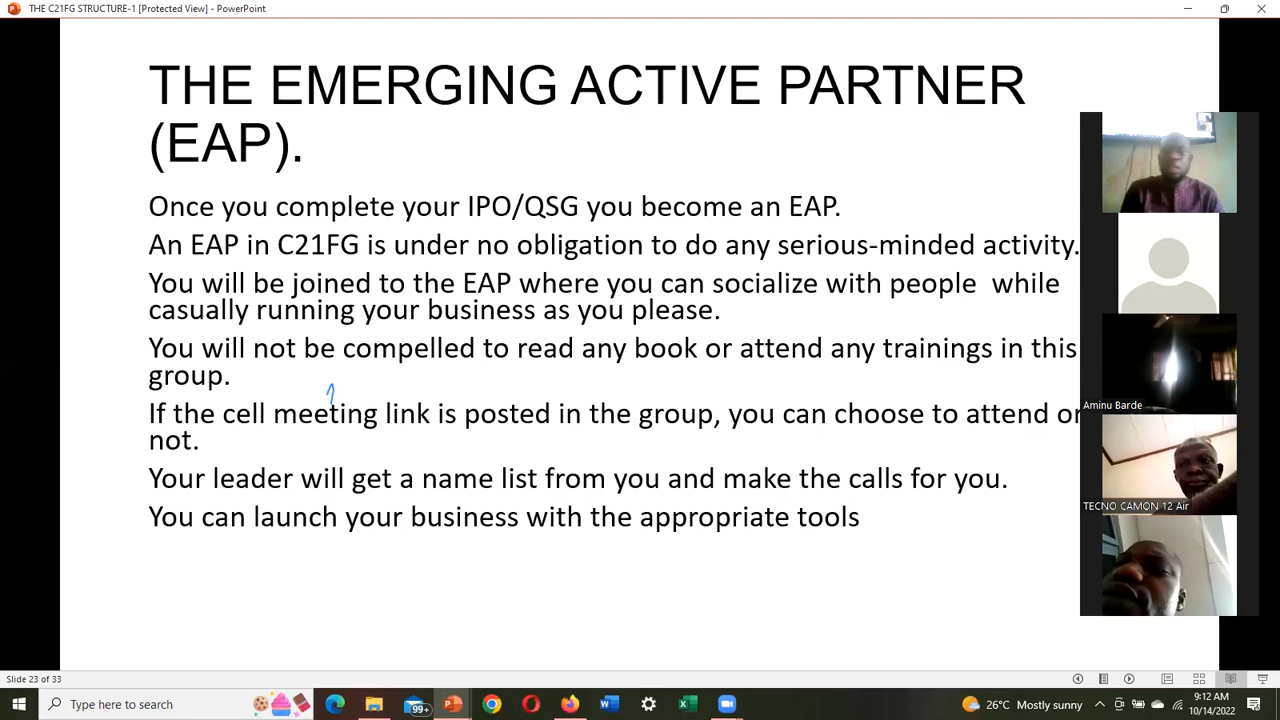 THE C21FG STRUCTURE-1 [Protected View] - PowerPoint
THE EMERGING ACTIVE PARTNER
(EAP).
Once you complete your IPO/QSG you become an EAP.
An EAP in C21FG is under no obligation to do any serious-minded activity.
You will be joined to the EAP where you can socialize with people while
casually running your business as you please.
You will not be compelled to read any book or attend any trainings in this
group.
If the cell meeting link is posted in the group, you can choose to attend or
not.
Your leader will get a name list from you and make the calls for you.
You can launch your business with the appropriate tools
Aminu Barde
TECNO CAMON 12 Air
Slide 23 of 33
Type here to search
99+
26°C Mostly sunny
9:12 AM
10/14/2022